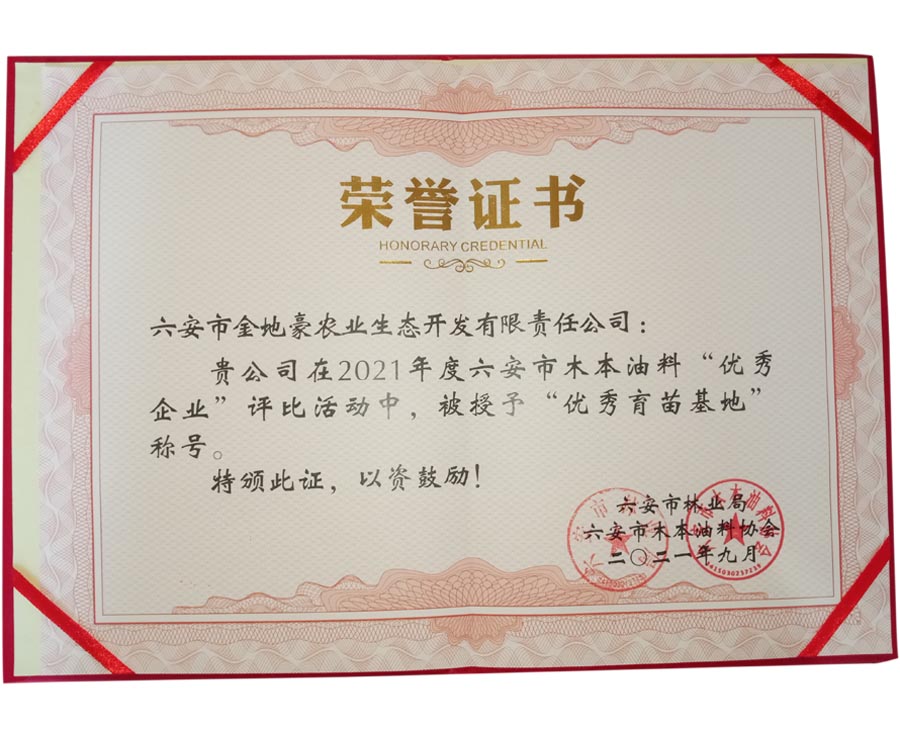 荣誉证书
HONORARY CREDENTIAL
六安市金地豪农业生态开发有限责任公司：
贵公司在2021年度六安市木本油料“优秀
企业”评比活动中，被授予“优秀育苗基地”
称号。
特颁此证，以资鼓励！
六安市林业局
六安市木本油料协会
二〇二一年九月